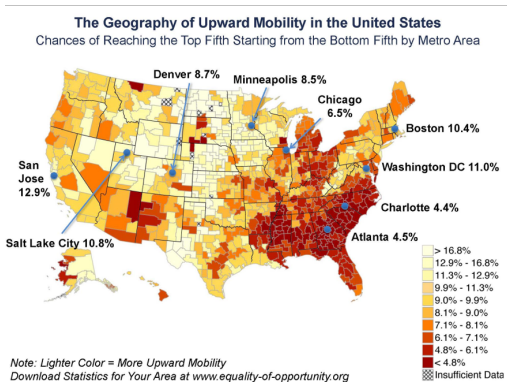 The Geography of Upward Mobility in the United States
Chances of Reaching the Top Fifth Starting from the Bottom Fifth by Metro Area
Denver 8.7%
Minneapolis 8.5%
Chicago
6.5%
Boston 10.4%
Washington DC 11.0%
San
Jose
12.9%
Charlotte 4.4%
Atlanta 4.5%
Salt Lake City 10.8%
> 16.8%
12.9% - 16.8%
11.3% - 12.9%
9.9% - 11.3%
9.0% - 9.9%
8.1% - 9.0%
7.1% - 8.1%
6.1% - 7.1%
4.8% - 6.1%
< 4.8%
Insufficient Data
Note: Lighter Color = More Upward Mobility
Download Statistics for Your Area at www.equality-of-opportunity.org